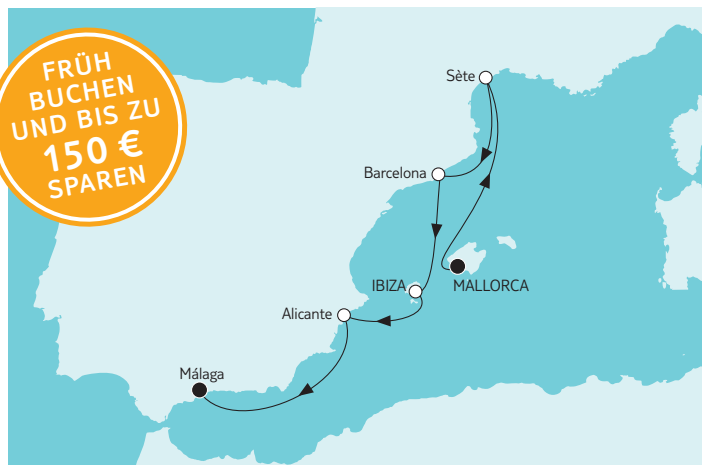 FRÜH
BUCHEN
UND BIS ZU
150 €
SPAREN
Sète
Barcelona
IBIZA
MALLORCA
Alicante
Málaga